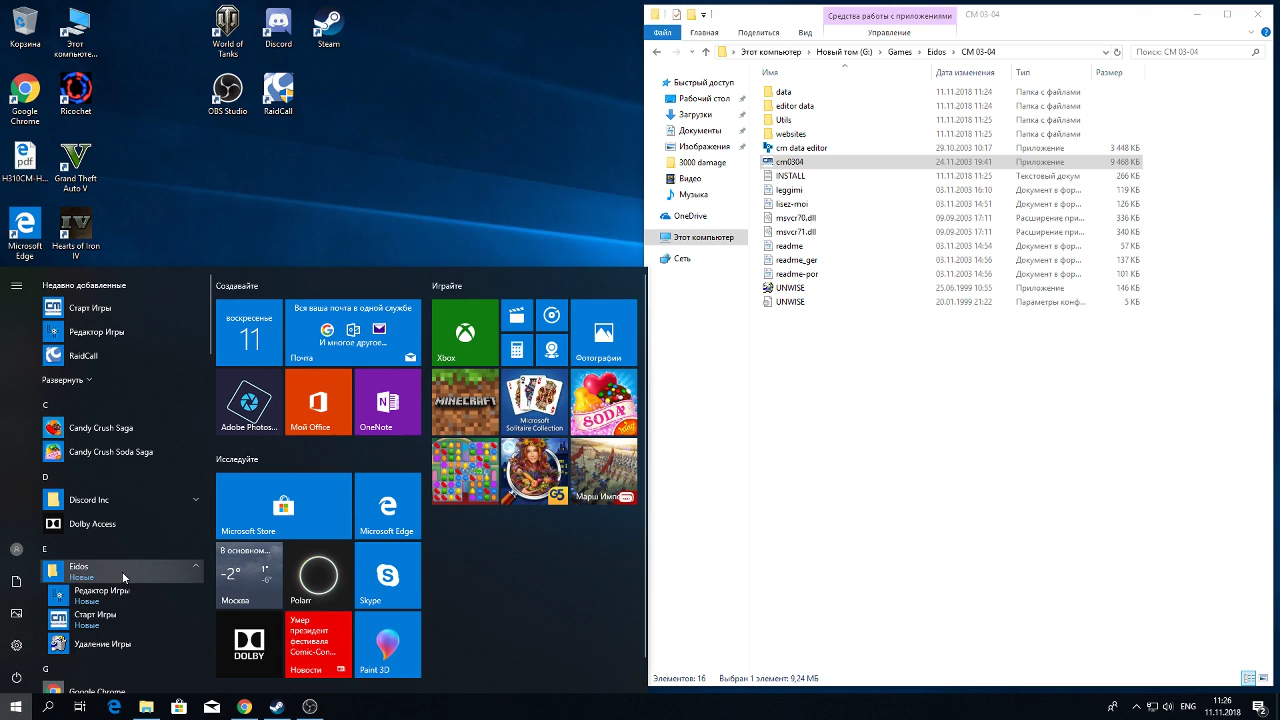 Корзина
Этот
компьюте...
World of
Tanks
Discord
Steam
Google
Chrome
Ricochet
OBS Studio
RaidCall
pdf
Grand Theft
Auto V
Microsoft
Edge
Hearts of Iron
IV
Средства работы с приложениями
CM 03-04
Файл
Главная
Поделиться
Вид
Управление
Этот компьютер
Новый том (G:)
Games
Eidos
CM 03-04
Поиск: CM 03-04
Быстрый доступ
Рабочий стол
Загрузки
Документы
Изображения
3000 damage
Видео
Музыка
OneDrive
Этот компьютер
Сеть
Имя Дата изменения Тип Размер
data 11.11.2018 11:24 Папка с файлами
editor data 11.11.2018 11:24 Папка с файлами
Utils 11.11.2018 11:25 Папка с файлами
websites 11.11.2018 11:25 Папка с файлами
cm data editor 29.10.2003 10:17 Приложение 3 448 КБ
cm0304 24.11.2003 19:41 Приложение 9 468 КБ
INSTALL 11.11.2018 11:25 Текстовый докум 266 КБ
leggimi 03.11.2003 16:10 Документ в фор... 119 КБ
lisez-moi 03.11.2003 14:51 Документ в фор... 126 КБ
msvcr70.dll 09.09.2003 17:11 Расширение при... 336 КБ
msvcr71.dll 09.09.2003 17:11 Расширение при... 340 КБ
readme 03.11.2003 14:54 Документ в фор... 57 КБ
readme_ger 03.11.2003 14:56 Документ в фор... 137 КБ
readme-por 03.11.2003 14:56 Документ в фор... 101 КБ
UNWISE 25.06.1999 10:55 Приложение 146 КБ
UNWISE 20.01.1999 21:22 Параметры конф... 5 КБ
Элементов: 16
Выбран 1 элемент: 9,24 МБ
Недавно добавленные
Старт Игры
Редактор Игры
RaidCall
Развернуть
C
Candy Crush Saga
Candy Crush Soda Saga
D
Discord Inc
Dolby Access
E
Eidos
Новые
Редактор Игры
Новые
Старт Игры
Новые
Удаление Игры
G
Google Chrome
Создавайте
воскресенье
11
Вся ваша почта в одной службе
И многое другое...
Почта
Adobe Photos...
Мой Office
OneNote
Исследуйте
Microsoft Store
Microsoft Edge
В основном...
-2° 1°
-6°
Москва
Polarr
Skype
DOLBY
Умер
президент
фестиваля
Comic-Con...
Новости
Paint 3D
Играйте
Xbox
Фотографии
MINECRAFT
Microsoft
Solitaire Collection
SODA
king
G5
Марш Импе
ENG
11:26
11.11.2018
2